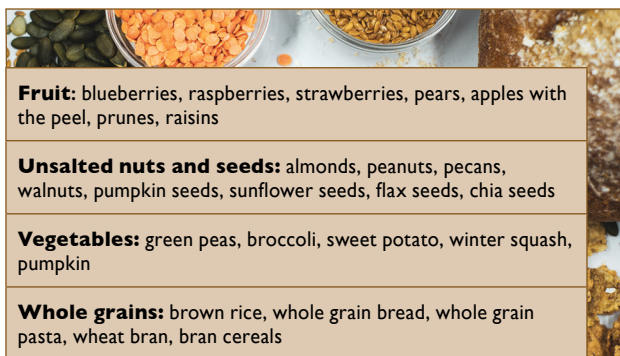 Fruit: blueberries, raspberries, strawberries, pears, apples with
the peel, prunes, raisins
Unsalted nuts and seeds: almonds, peanuts, pecans,
walnuts, pumpkin seeds, sunflower seeds, flax seeds, chia seeds
Vegetables: green peas, broccoli, sweet potato, winter squash,
pumpkin
Whole grains: brown rice, whole grain bread, whole grain
pasta, wheat bran, bran cereals